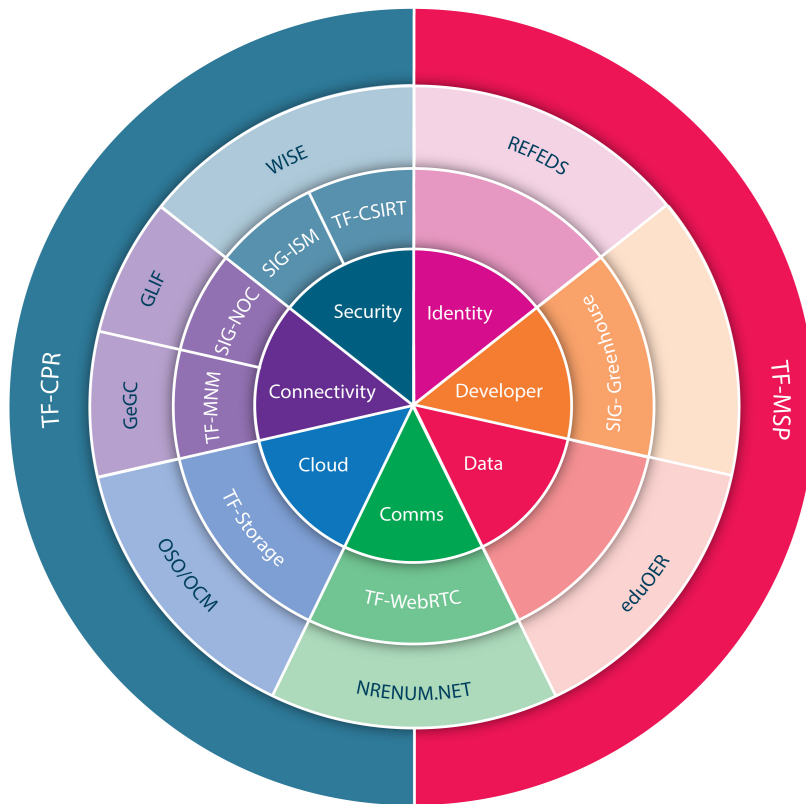 WISE
REFEDS
TF-CSIRT
SIG-ISM
GLIF
SIG-NOC
Security
Identity
SIG- Greenhouse
TF-CPR
GeGC
TF-MNM
Connectivity
Developer
TF-MSP
Cloud
Data
Comms
TF-Storage
OSO/OCM
eduOER
TF-WebRTC
NRENUM.NET